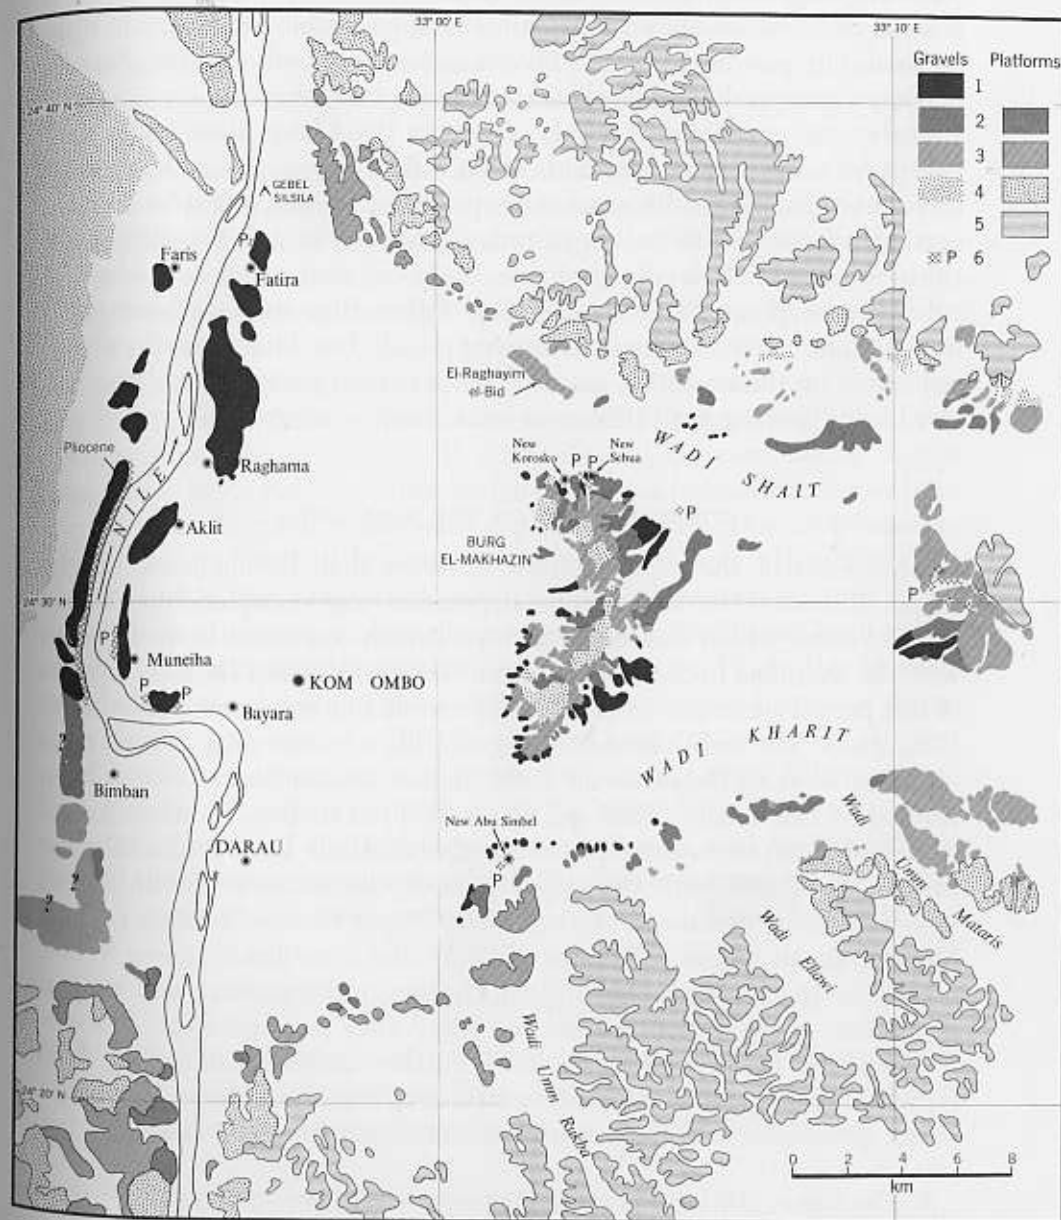 33° 00' E
33° 10' E
Gravels Platforms
1
2
3
4
5
P 6
24° 40' N
GEBEL
SILSILA
P
Faris
Fatira
El-Raghayim
el-Bid
Pliocene
NILE
Raghama
New
Korosko
P P
New
Sebua
WADI SHAIT
P
Aklit
BURG
EL-MAKHAZIN
24° 30' N
P
P
Muneiha
P P
KOM OMBO
Bayara
WADI KHARIT
?
Bimban
New Abu Simbel
Wadi Umm Mataris
DARAU
P
?
?
Wadi Ellawi
Wadi Umm Rukba
24° 20' N
0 2 4 6 8
km